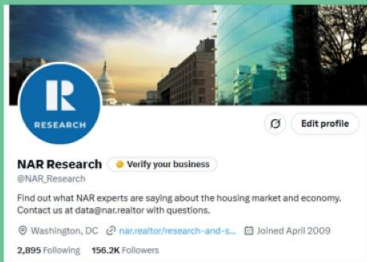 R
RESEARCH
Edit profile
NAR Research Verify your business
@NAR_Research
Find out what NAR experts are saying about the housing market and economy.
Contact us at data@nar.realtor with questions.
Washington, DC nar.realtor/research-and-s... Joined April 2009
2,895 Following 156.2K Followers